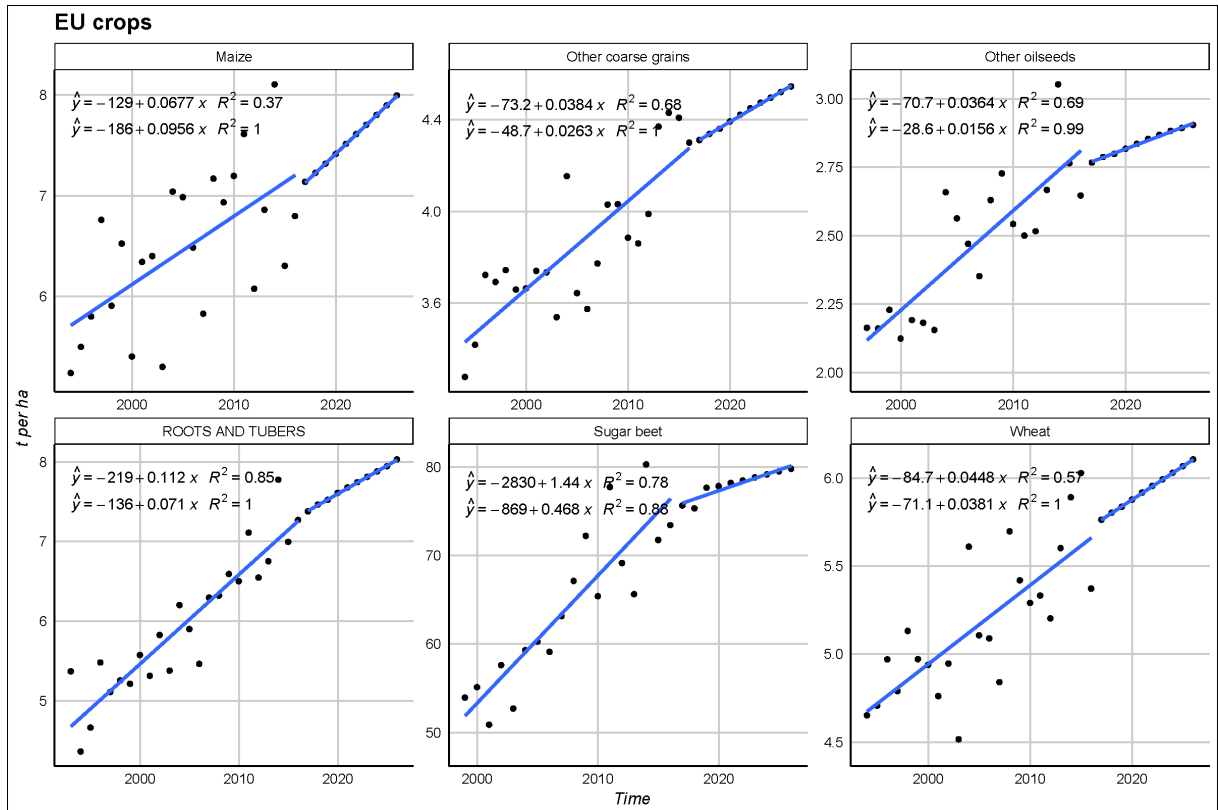 EU crops
Maize
ŷ = −129 + 0.0677 x R² = 0.37
ŷ = −186 + 0.0956 x R² = 1
8
7
6
2000 2010 2020
Other coarse grains
ŷ = −73.2 + 0.0384 x R² = 0.68
ŷ = −48.7 + 0.0263 x R² = 1
4.4
4.0
3.6
2000 2010 2020
Other oilseeds
ŷ = −70.7 + 0.0364 x R² = 0.69
ŷ = −28.6 + 0.0156 x R² = 0.99
3.00
2.75
2.50
2.25
2.00
2000 2010 2020
t per ha
ROOTS AND TUBERS
ŷ = −219 + 0.112 x R² = 0.85
ŷ = −136 + 0.071 x R² = 1
8
7
6
5
2000 2010 2020
Sugar beet
ŷ = −2830 + 1.44 x R² = 0.78
ŷ = −869 + 0.468 x R² = 0.88
80
70
60
50
2000 2010 2020
Wheat
ŷ = −84.7 + 0.0448 x R² = 0.57
ŷ = −71.1 + 0.0381 x R² = 1
6.0
5.5
5.0
4.5
2000 2010 2020
Time